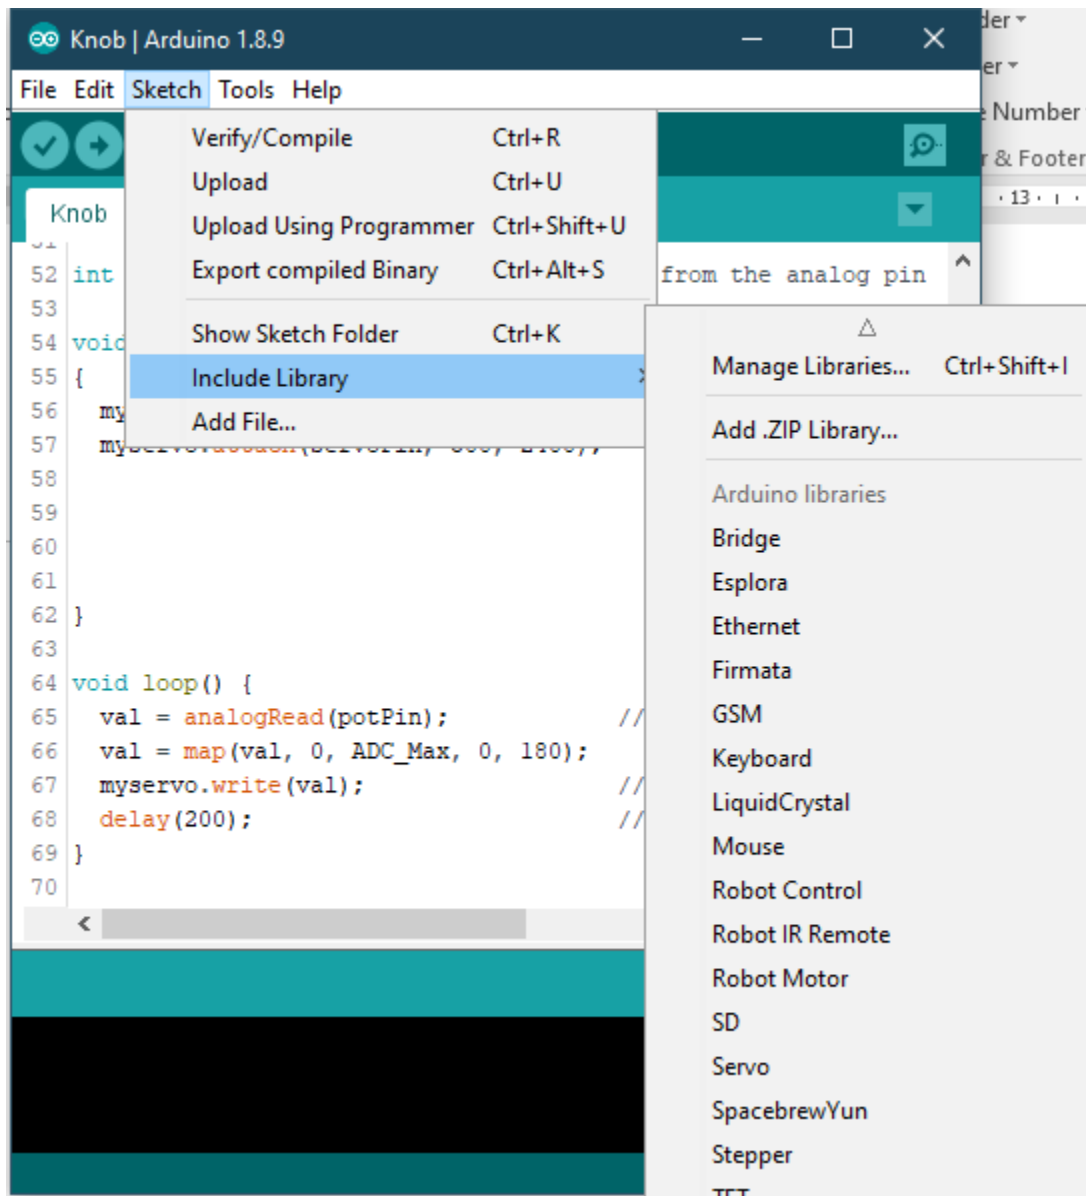 Knob | Arduino 1.8.9
File Edit Sketch Tools Help
Verify/Compile Ctrl+R
Upload Ctrl+U
Upload Using Programmer Ctrl+Shift+U
Export compiled Binary Ctrl+Alt+S
Show Sketch Folder Ctrl+K
Include Library
Add File...
Manage Libraries... Ctrl+Shift+I
Add .ZIP Library...
Arduino libraries
Bridge
Esplora
Ethernet
Firmata
GSM
Keyboard
LiquidCrystal
Mouse
Robot Control
Robot IR Remote
Robot Motor
SD
Servo
SpacebrewYun
Stepper
Knob
52 int from the analog pin
53
54 void
55 {
56 my
57
58
59
60
61
62 }
63
64 void loop() {
65 val = analogRead(potPin); //
66 val = map(val, 0, ADC_Max, 0, 180);
67 myservo.write(val); //
68 delay(200); //
69 }
70
der
er
Number
r & Footer
13